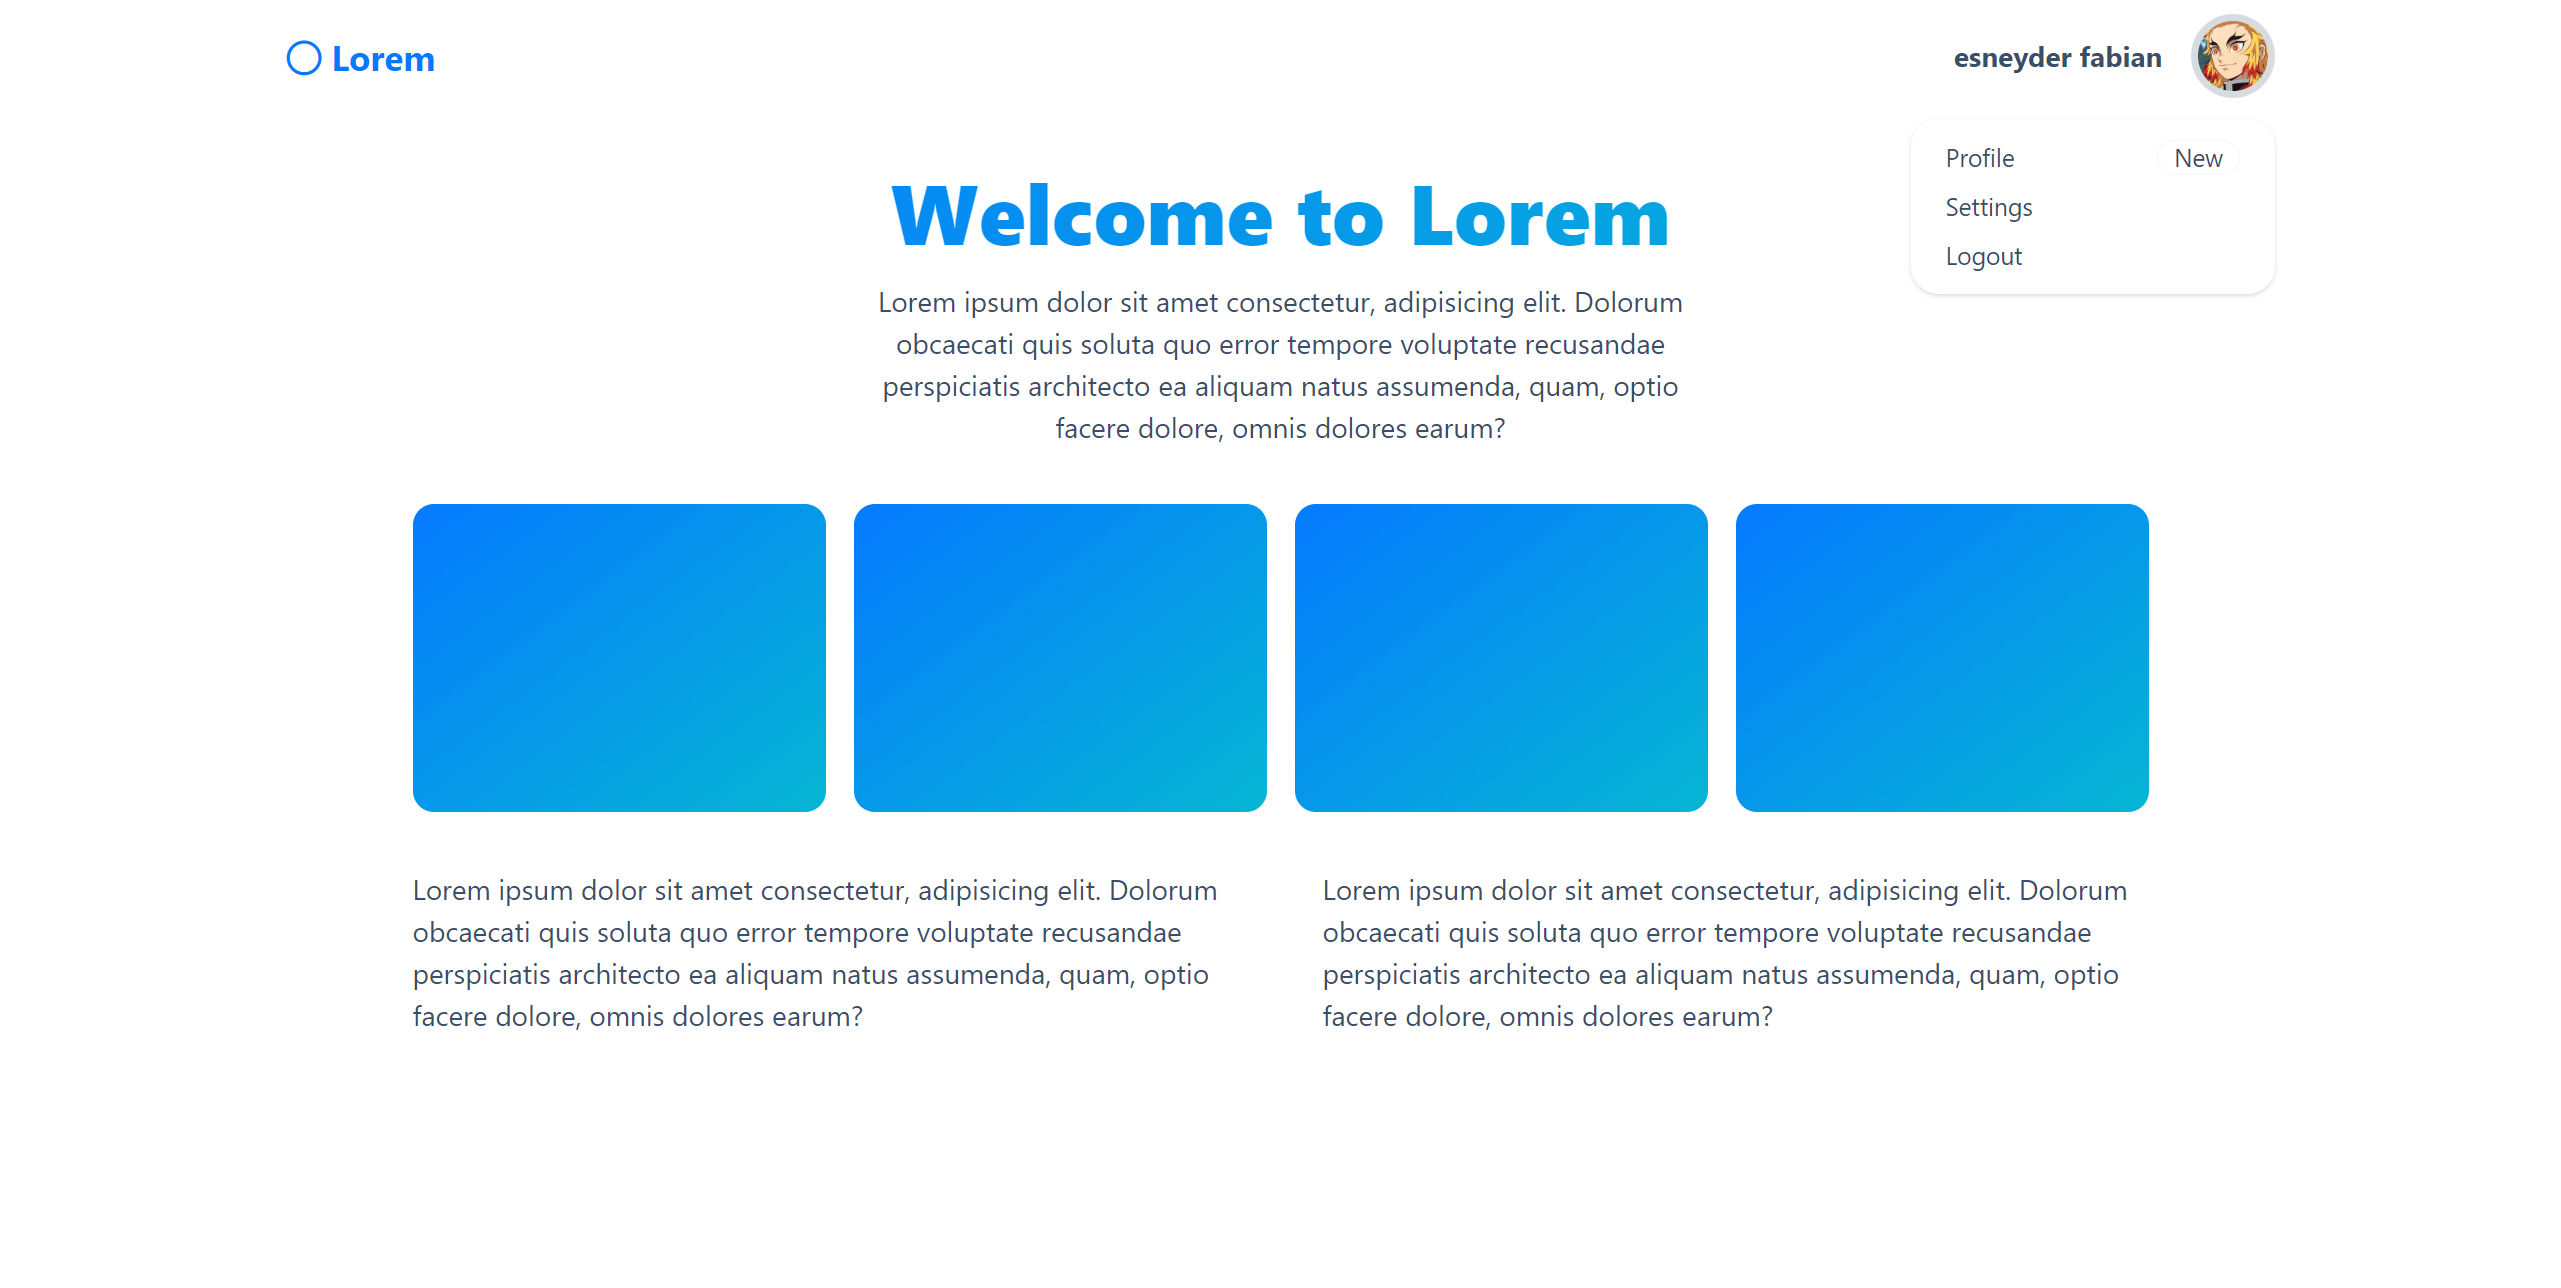 Lorem
esneyder fabian
Profile
New
Settings
Logout
Welcome to Lorem
Lorem ipsum dolor sit amet consectetur, adipisicing elit. Dolorum
obcaecati quis soluta quo error tempore voluptate recusandae
perspiciatis architecto ea aliquam natus assumenda, quam, optio
facere dolore, omnis dolores earum?
Lorem ipsum dolor sit amet consectetur, adipisicing elit. Dolorum
obcaecati quis soluta quo error tempore voluptate recusandae
perspiciatis architecto ea aliquam natus assumenda, quam, optio
facere dolore, omnis dolores earum?
Lorem ipsum dolor sit amet consectetur, adipisicing elit. Dolorum
obcaecati quis soluta quo error tempore voluptate recusandae
perspiciatis architecto ea aliquam natus assumenda, quam, optio
facere dolore, omnis dolores earum?